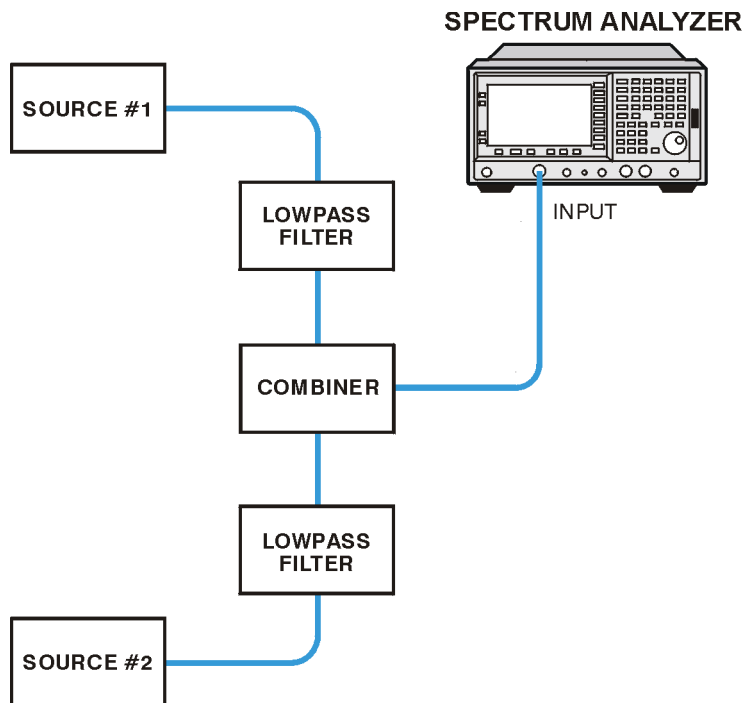 SPECTRUM ANALYZER
SOURCE #1
LOWPASS
FILTER
INPUT
COMBINER
LOWPASS
FILTER
SOURCE #2